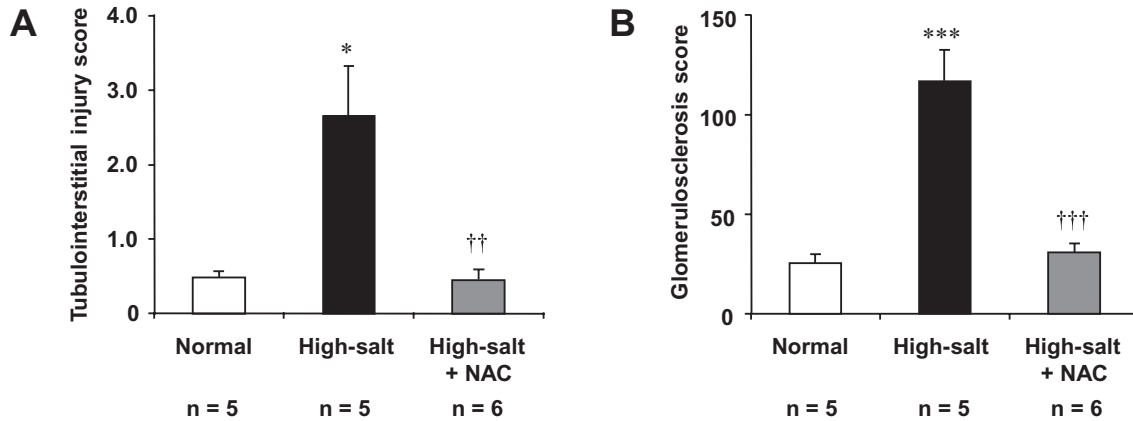 A
Tubulointerstitial injury score
4.0
3.0
2.0
1.0
0
*
††
Normal
High-salt
High-salt
+ NAC
n = 5
n = 5
n = 6
B
Glomerulosclerosis score
150
100
50
0
***
†††
Normal
High-salt
High-salt
+ NAC
n = 5
n = 5
n = 6